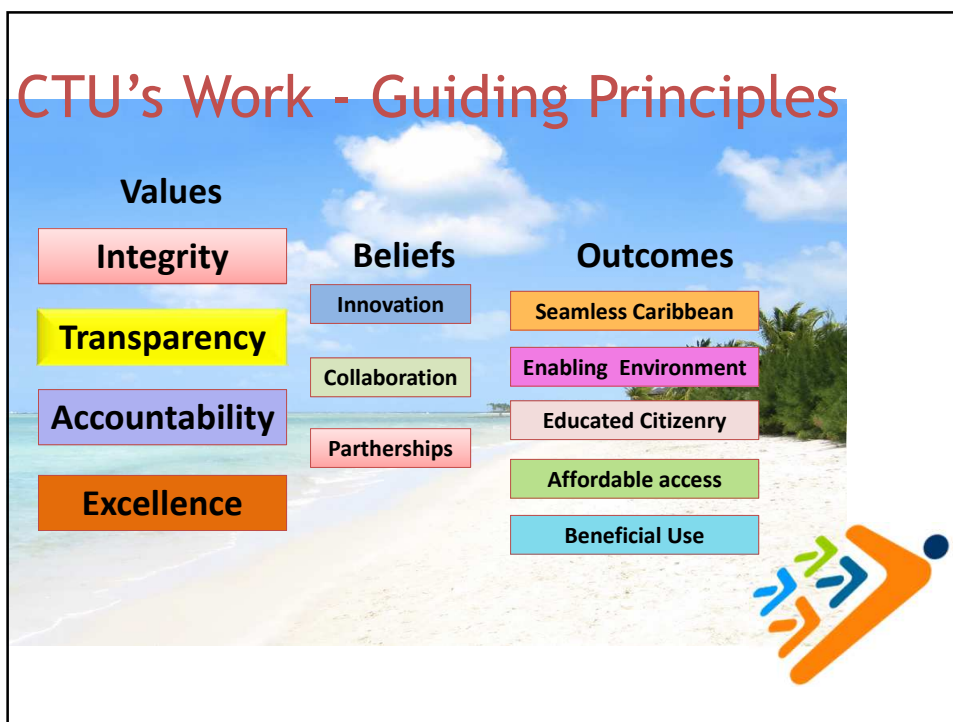 CTU’s Work - Guiding Principles
Values
Integrity
Transparency
Accountability
Excellence
Beliefs
Innovation
Collaboration
Partherships
Outcomes
Seamless Caribbean
Enabling Environment
Educated Citizenry
Affordable access
Beneficial Use